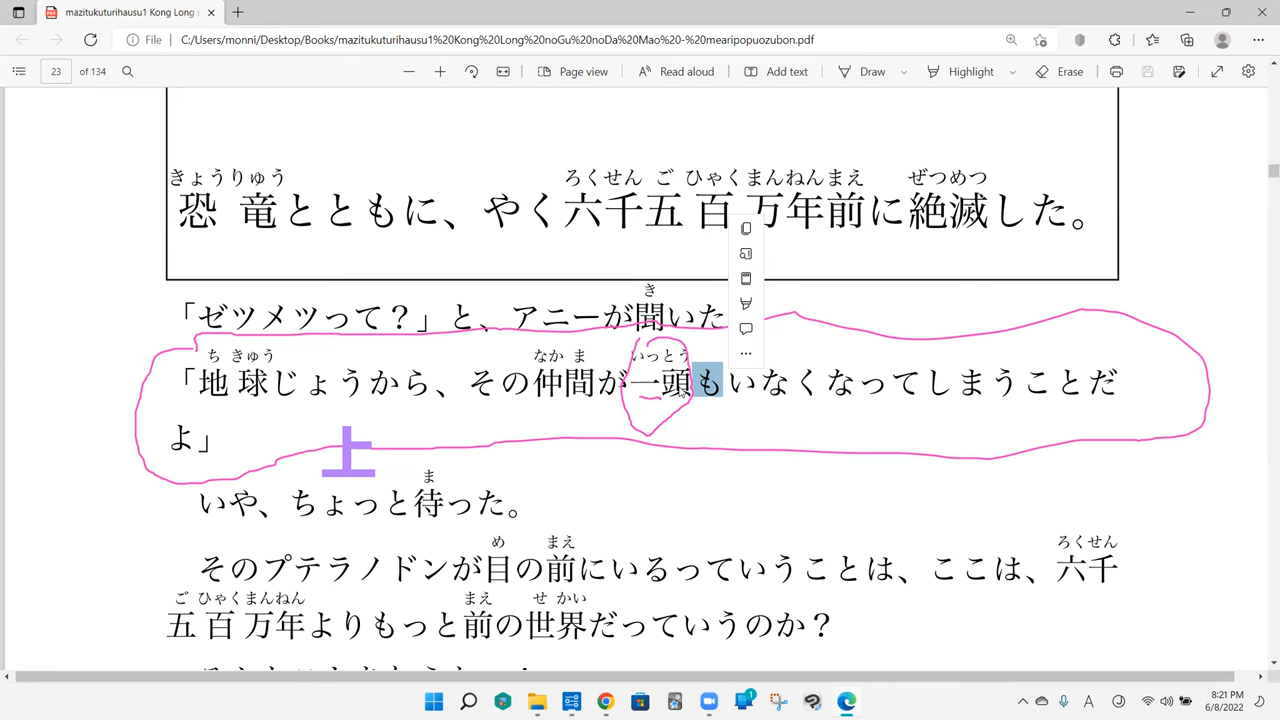 mazitukuturihausu1 Kong Long
File
C:/Users/monni/Desktop/Books/mazitukuturihausu1%20Kong%20Long%20noGu%20noDa%20Mao%20-%20mearipopuozubon.pdf
23 of 134
Page view
Read aloud
Add text
Draw
Highlight
Erase
きょうりゅう ろくせん ご ひゃくまんねんまえ ぜつめつ
恐竜とともに、やく六千五百万年前に絶滅した。
き
「ゼツメツって？」と、アニーが聞いた
ち きゅう なか ま いっとう
「地球じょうから、その仲間が一頭もいなくなってしまうことだ
よ」
上
ま
いや、ちょっと待った。
め まえ ろくせん
そのプテラノドンが目の前にいるっていうことは、ここは、六千
ご ひゃくまんねん まえ せ かい
五百万年よりもっと前の世界だっていうのか？
1
A
8:21 PM
6/8/2022